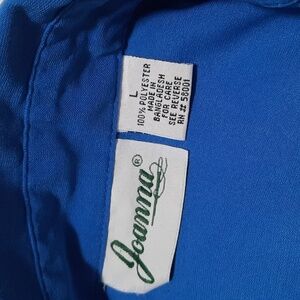 L
100% POLYESTER
MADE IN
BANGLADESH
FOR CARE
SEE REVERSE
RN # 58001
Joanna®